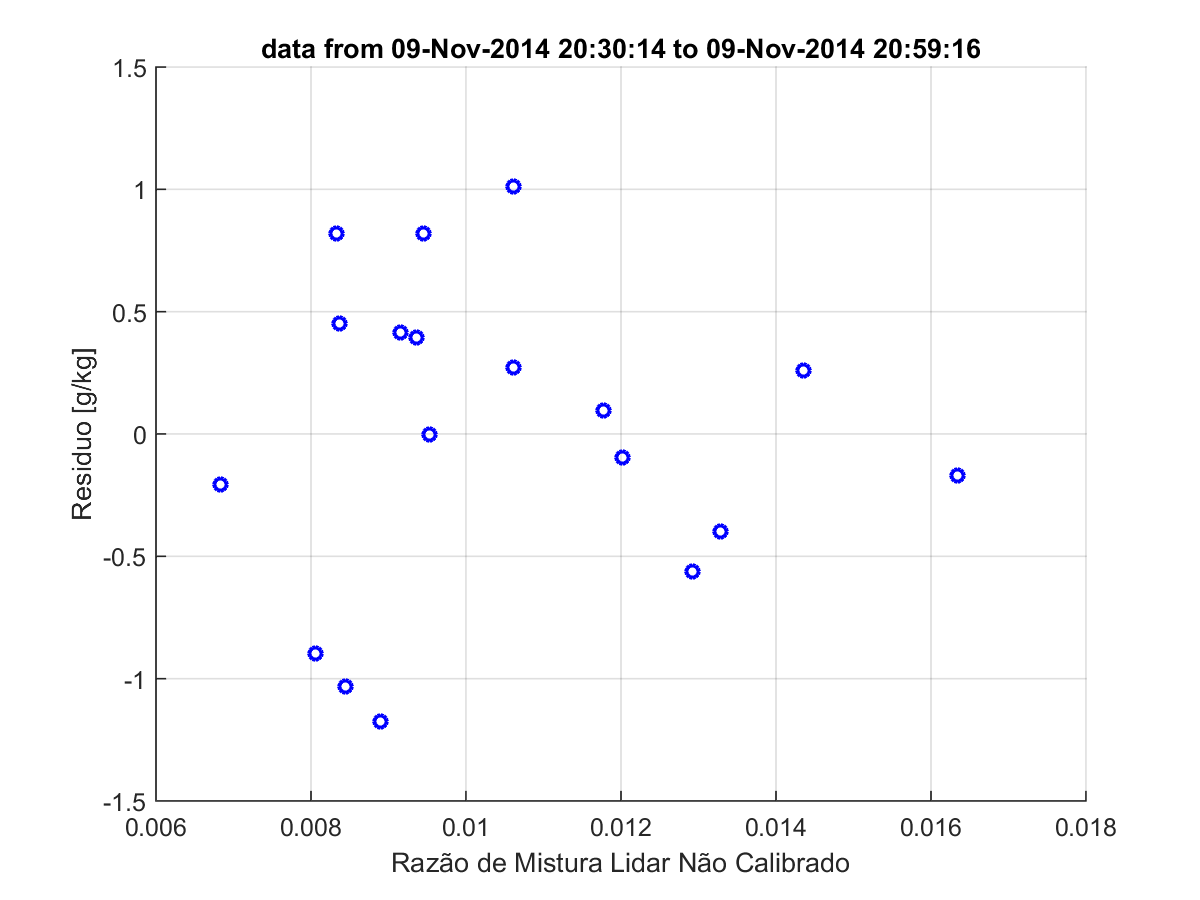 data from 09-Nov-2014 20:30:14 to 09-Nov-2014 20:59:16
1.5
1
0.5
0
-0.5
-1
-1.5
Residuo [g/kg]
0.006 0.008 0.01 0.012 0.014 0.016 0.018
Razão de Mistura Lidar Não Calibrado